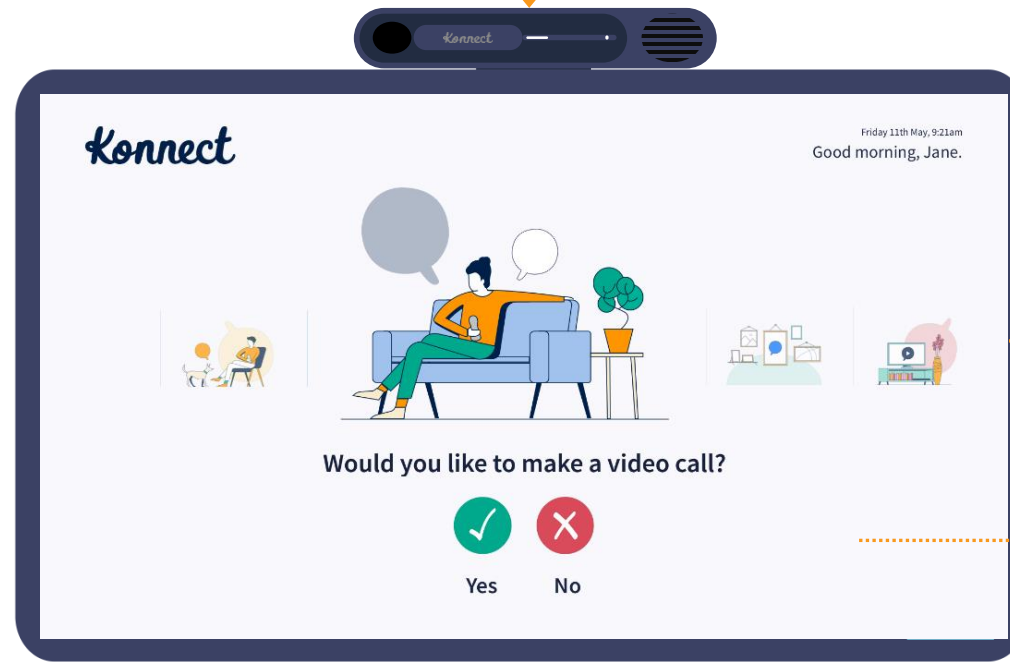 Konnect
Konnect
Friday 11th May, 9:21am
Good morning, Jane.
Would you like to make a video call?
Yes
No